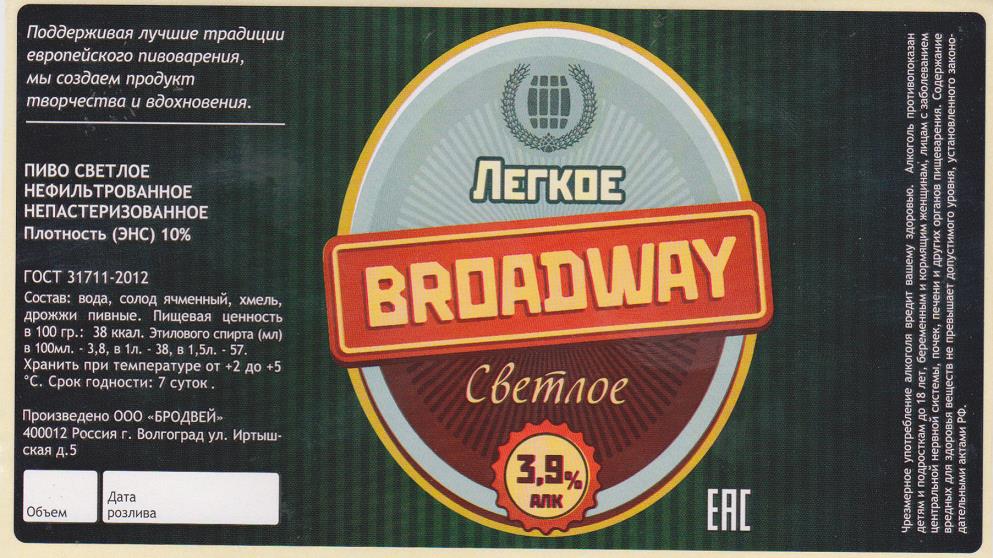 Поддерживая лучшие традиции
европейского пивоварения,
мы создаем продукт
творчества и вдохновения.
ПИВО СВЕТЛОЕ
НЕФИЛЬТРОВАННОЕ
НЕПАСТЕРИЗОВАННОЕ
Плотность (ЭНС) 10%
ГОСТ 31711-2012
Состав: вода, солод ячменный, хмель,
дрожжи пивные. Пищевая ценность
в 100 гр.: 38 ккал. Этилового спирта (мл)
в 100мл. - 3,8, в 1л. - 38, в 1,5л. - 57.
Хранить при температуре от +2 до +5
°С. Срок годности: 7 суток .
Произведено ООО «БРОДВЕЙ»
400012 Россия г. Волгоград ул. Иртыш-
ская д.5
Объем
Дата
розлива
Легкое
BROADWAY
Светлое
3,9%
АЛК
ЕАС
Чрезмерное употребление алкоголя вредит вашему здоровью. Алкоголь противопоказан
детям и подросткам до 18 лет, беременным и кормящим женщинам, лицам с заболеванием
центральной нервной системы, почек, печени и других органов пищеварения. Содержание
вредных для здоровья веществ не превышает допустимого уровня, установленного законо-
дательными актами РФ.